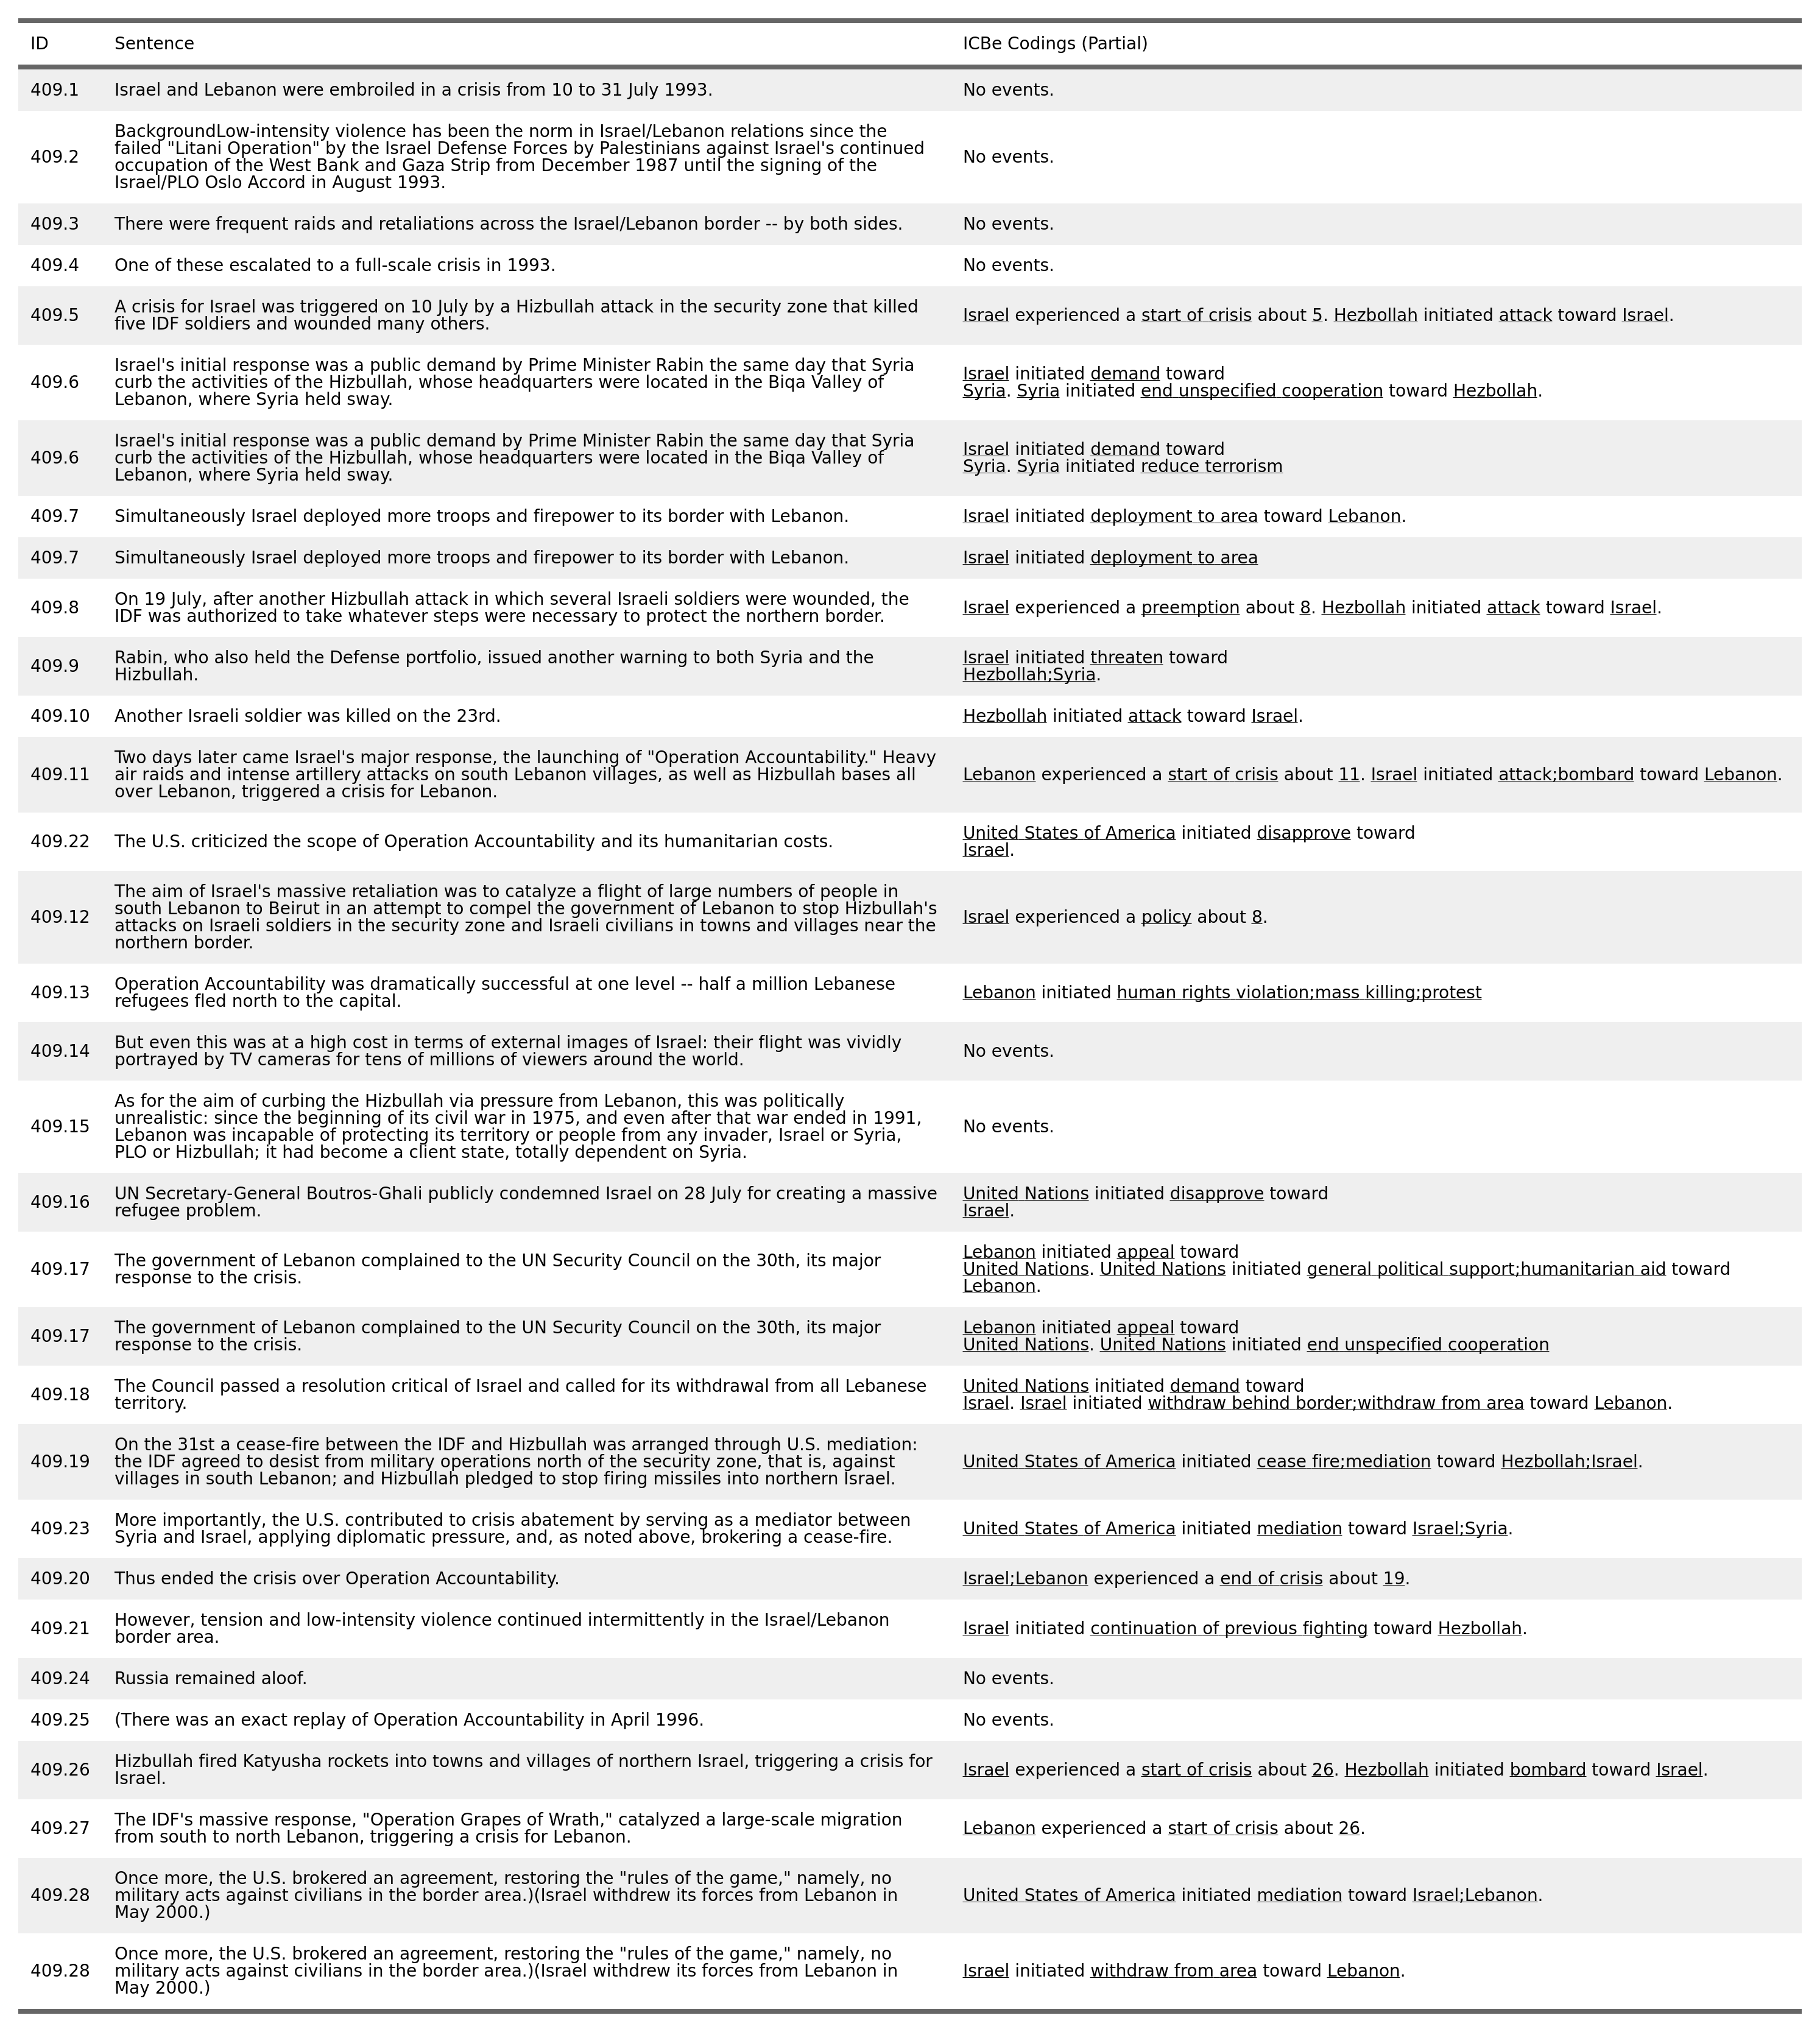 ID Sentence ICBe Codings (Partial)
409.1 Israel and Lebanon were embroiled in a crisis from 10 to 31 July 1993. No events.
409.2
BackgroundLow-intensity violence has been the norm in Israel/Lebanon relations since the
failed "Litani Operation" by the Israel Defense Forces by Palestinians against Israel's continued
occupation of the West Bank and Gaza Strip from December 1987 until the signing of the
Israel/PLO Oslo Accord in August 1993.
No events.
409.3 There were frequent raids and retaliations across the Israel/Lebanon border -- by both sides. No events.
409.4 One of these escalated to a full-scale crisis in 1993. No events.
409.5
A crisis for Israel was triggered on 10 July by a Hizbullah attack in the security zone that killed
five IDF soldiers and wounded many others.
Israel experienced a start of crisis about 5. Hezbollah initiated attack toward Israel.
409.6
Israel's initial response was a public demand by Prime Minister Rabin the same day that Syria
curb the activities of the Hizbullah, whose headquarters were located in the Biqa Valley of
Lebanon, where Syria held sway.
Israel initiated demand toward
Syria. Syria initiated end unspecified cooperation toward Hezbollah.
409.6
Israel's initial response was a public demand by Prime Minister Rabin the same day that Syria
curb the activities of the Hizbullah, whose headquarters were located in the Biqa Valley of
Lebanon, where Syria held sway.
Israel initiated demand toward
Syria. Syria initiated reduce terrorism
409.7 Simultaneously Israel deployed more troops and firepower to its border with Lebanon. Israel initiated deployment to area toward Lebanon.
409.7 Simultaneously Israel deployed more troops and firepower to its border with Lebanon. Israel initiated deployment to area
409.8
On 19 July, after another Hizbullah attack in which several Israeli soldiers were wounded, the
IDF was authorized to take whatever steps were necessary to protect the northern border.
Israel experienced a preemption about 8. Hezbollah initiated attack toward Israel.
409.9
Rabin, who also held the Defense portfolio, issued another warning to both Syria and the
Hizbullah.
Israel initiated threaten toward
Hezbollah;Syria.
409.10 Another Israeli soldier was killed on the 23rd. Hezbollah initiated attack toward Israel.
409.11
Two days later came Israel's major response, the launching of "Operation Accountability." Heavy
air raids and intense artillery attacks on south Lebanon villages, as well as Hizbullah bases all
over Lebanon, triggered a crisis for Lebanon.
Lebanon experienced a start of crisis about 11. Israel initiated attack;bombard toward Lebanon.
409.22 The U.S. criticized the scope of Operation Accountability and its humanitarian costs.
United States of America initiated disapprove toward
Israel.
409.12
The aim of Israel's massive retaliation was to catalyze a flight of large numbers of people in
south Lebanon to Beirut in an attempt to compel the government of Lebanon to stop Hizbullah's
attacks on Israeli soldiers in the security zone and Israeli civilians in towns and villages near the
northern border.
Israel experienced a policy about 8.
409.13
Operation Accountability was dramatically successful at one level -- half a million Lebanese
refugees fled north to the capital.
Lebanon initiated human rights violation;mass killing;protest
409.14
But even this was at a high cost in terms of external images of Israel: their flight was vividly
portrayed by TV cameras for tens of millions of viewers around the world.
No events.
409.15
As for the aim of curbing the Hizbullah via pressure from Lebanon, this was politically
unrealistic: since the beginning of its civil war in 1975, and even after that war ended in 1991,
Lebanon was incapable of protecting its territory or people from any invader, Israel or Syria,
PLO or Hizbullah; it had become a client state, totally dependent on Syria.
No events.
409.16
UN Secretary-General Boutros-Ghali publicly condemned Israel on 28 July for creating a massive
refugee problem.
United Nations initiated disapprove toward
Israel.
409.17
The government of Lebanon complained to the UN Security Council on the 30th, its major
response to the crisis.
Lebanon initiated appeal toward
United Nations. United Nations initiated general political support;humanitarian aid toward
Lebanon.
409.17
The government of Lebanon complained to the UN Security Council on the 30th, its major
response to the crisis.
Lebanon initiated appeal toward
United Nations. United Nations initiated end unspecified cooperation
409.18
The Council passed a resolution critical of Israel and called for its withdrawal from all Lebanese
territory.
United Nations initiated demand toward
Israel. Israel initiated withdraw behind border;withdraw from area toward Lebanon.
409.19
On the 31st a cease-fire between the IDF and Hizbullah was arranged through U.S. mediation:
the IDF agreed to desist from military operations north of the security zone, that is, against
villages in south Lebanon; and Hizbullah pledged to stop firing missiles into northern Israel.
United States of America initiated cease fire;mediation toward Hezbollah;Israel.
409.23
More importantly, the U.S. contributed to crisis abatement by serving as a mediator between
Syria and Israel, applying diplomatic pressure, and, as noted above, brokering a cease-fire.
United States of America initiated mediation toward Israel;Syria.
409.20 Thus ended the crisis over Operation Accountability. Israel;Lebanon experienced a end of crisis about 19.
409.21
However, tension and low-intensity violence continued intermittently in the Israel/Lebanon
border area.
Israel initiated continuation of previous fighting toward Hezbollah.
409.24 Russia remained aloof. No events.
409.25 (There was an exact replay of Operation Accountability in April 1996. No events.
409.26
Hizbullah fired Katyusha rockets into towns and villages of northern Israel, triggering a crisis for
Israel.
Israel experienced a start of crisis about 26. Hezbollah initiated bombard toward Israel.
409.27
The IDF's massive response, "Operation Grapes of Wrath," catalyzed a large-scale migration
from south to north Lebanon, triggering a crisis for Lebanon.
Lebanon experienced a start of crisis about 26.
409.28
Once more, the U.S. brokered an agreement, restoring the "rules of the game," namely, no
military acts against civilians in the border area.)(Israel withdrew its forces from Lebanon in
May 2000.)
United States of America initiated mediation toward Israel;Lebanon.
409.28
Once more, the U.S. brokered an agreement, restoring the "rules of the game," namely, no
military acts against civilians in the border area.)(Israel withdrew its forces from Lebanon in
May 2000.)
Israel initiated withdraw from area toward Lebanon.